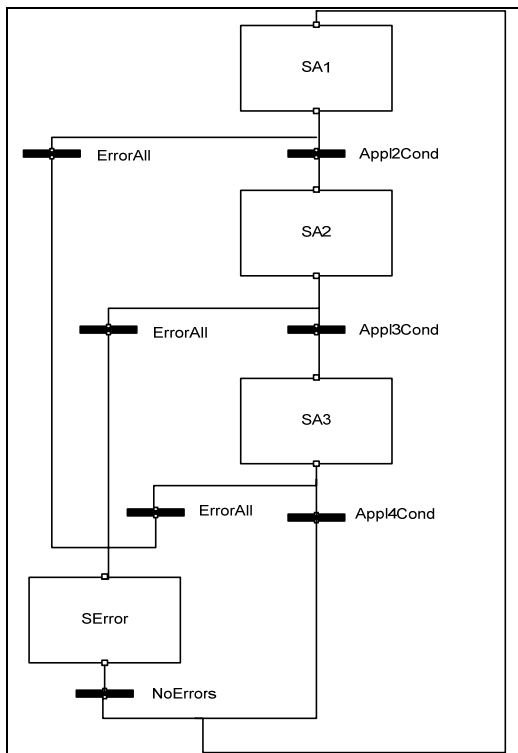 SA1
ErrorAll
Appl2Cond
SA2
ErrorAll
Appl3Cond
SA3
ErrorAll
Appl4Cond
SError
NoErrors